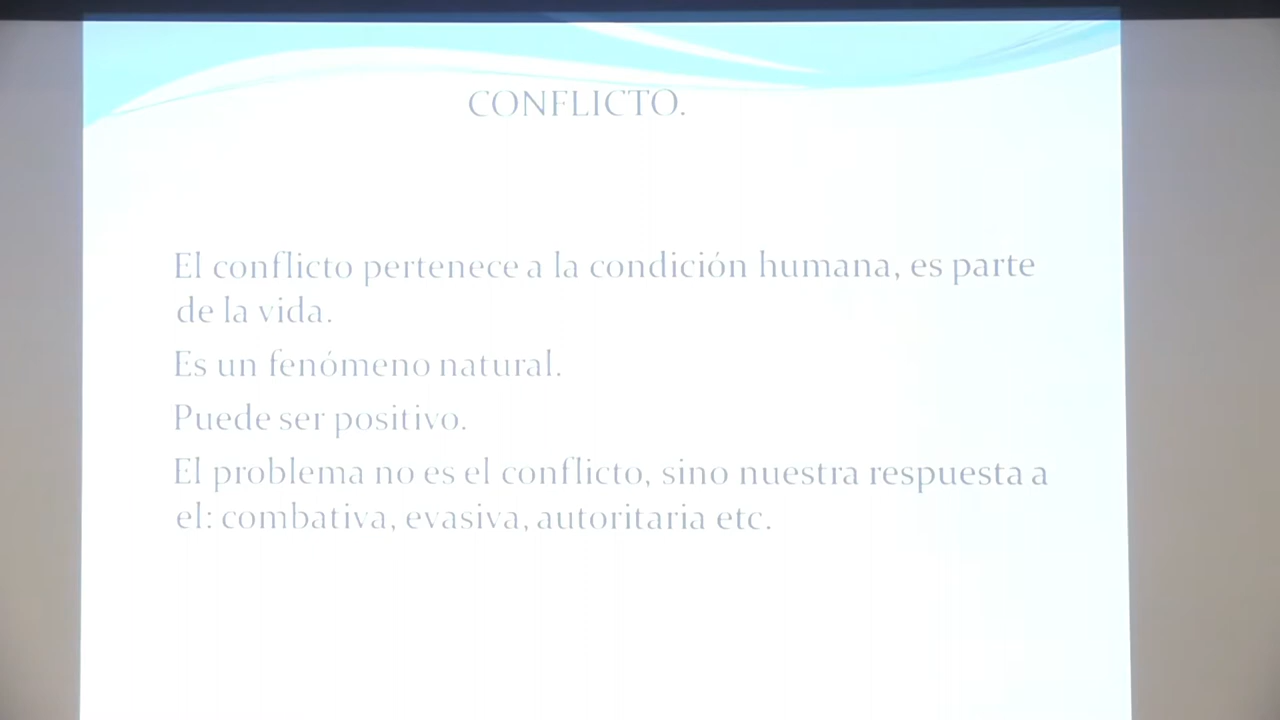 CONFLICTO.
El conflicto pertenece a la condición humana, es parte
de la vida.
Es un fenómeno natural.
Puede ser positivo.
El problema no es el conflicto, sino nuestra respuesta a
el: combativa, evasiva, autoritaria etc.